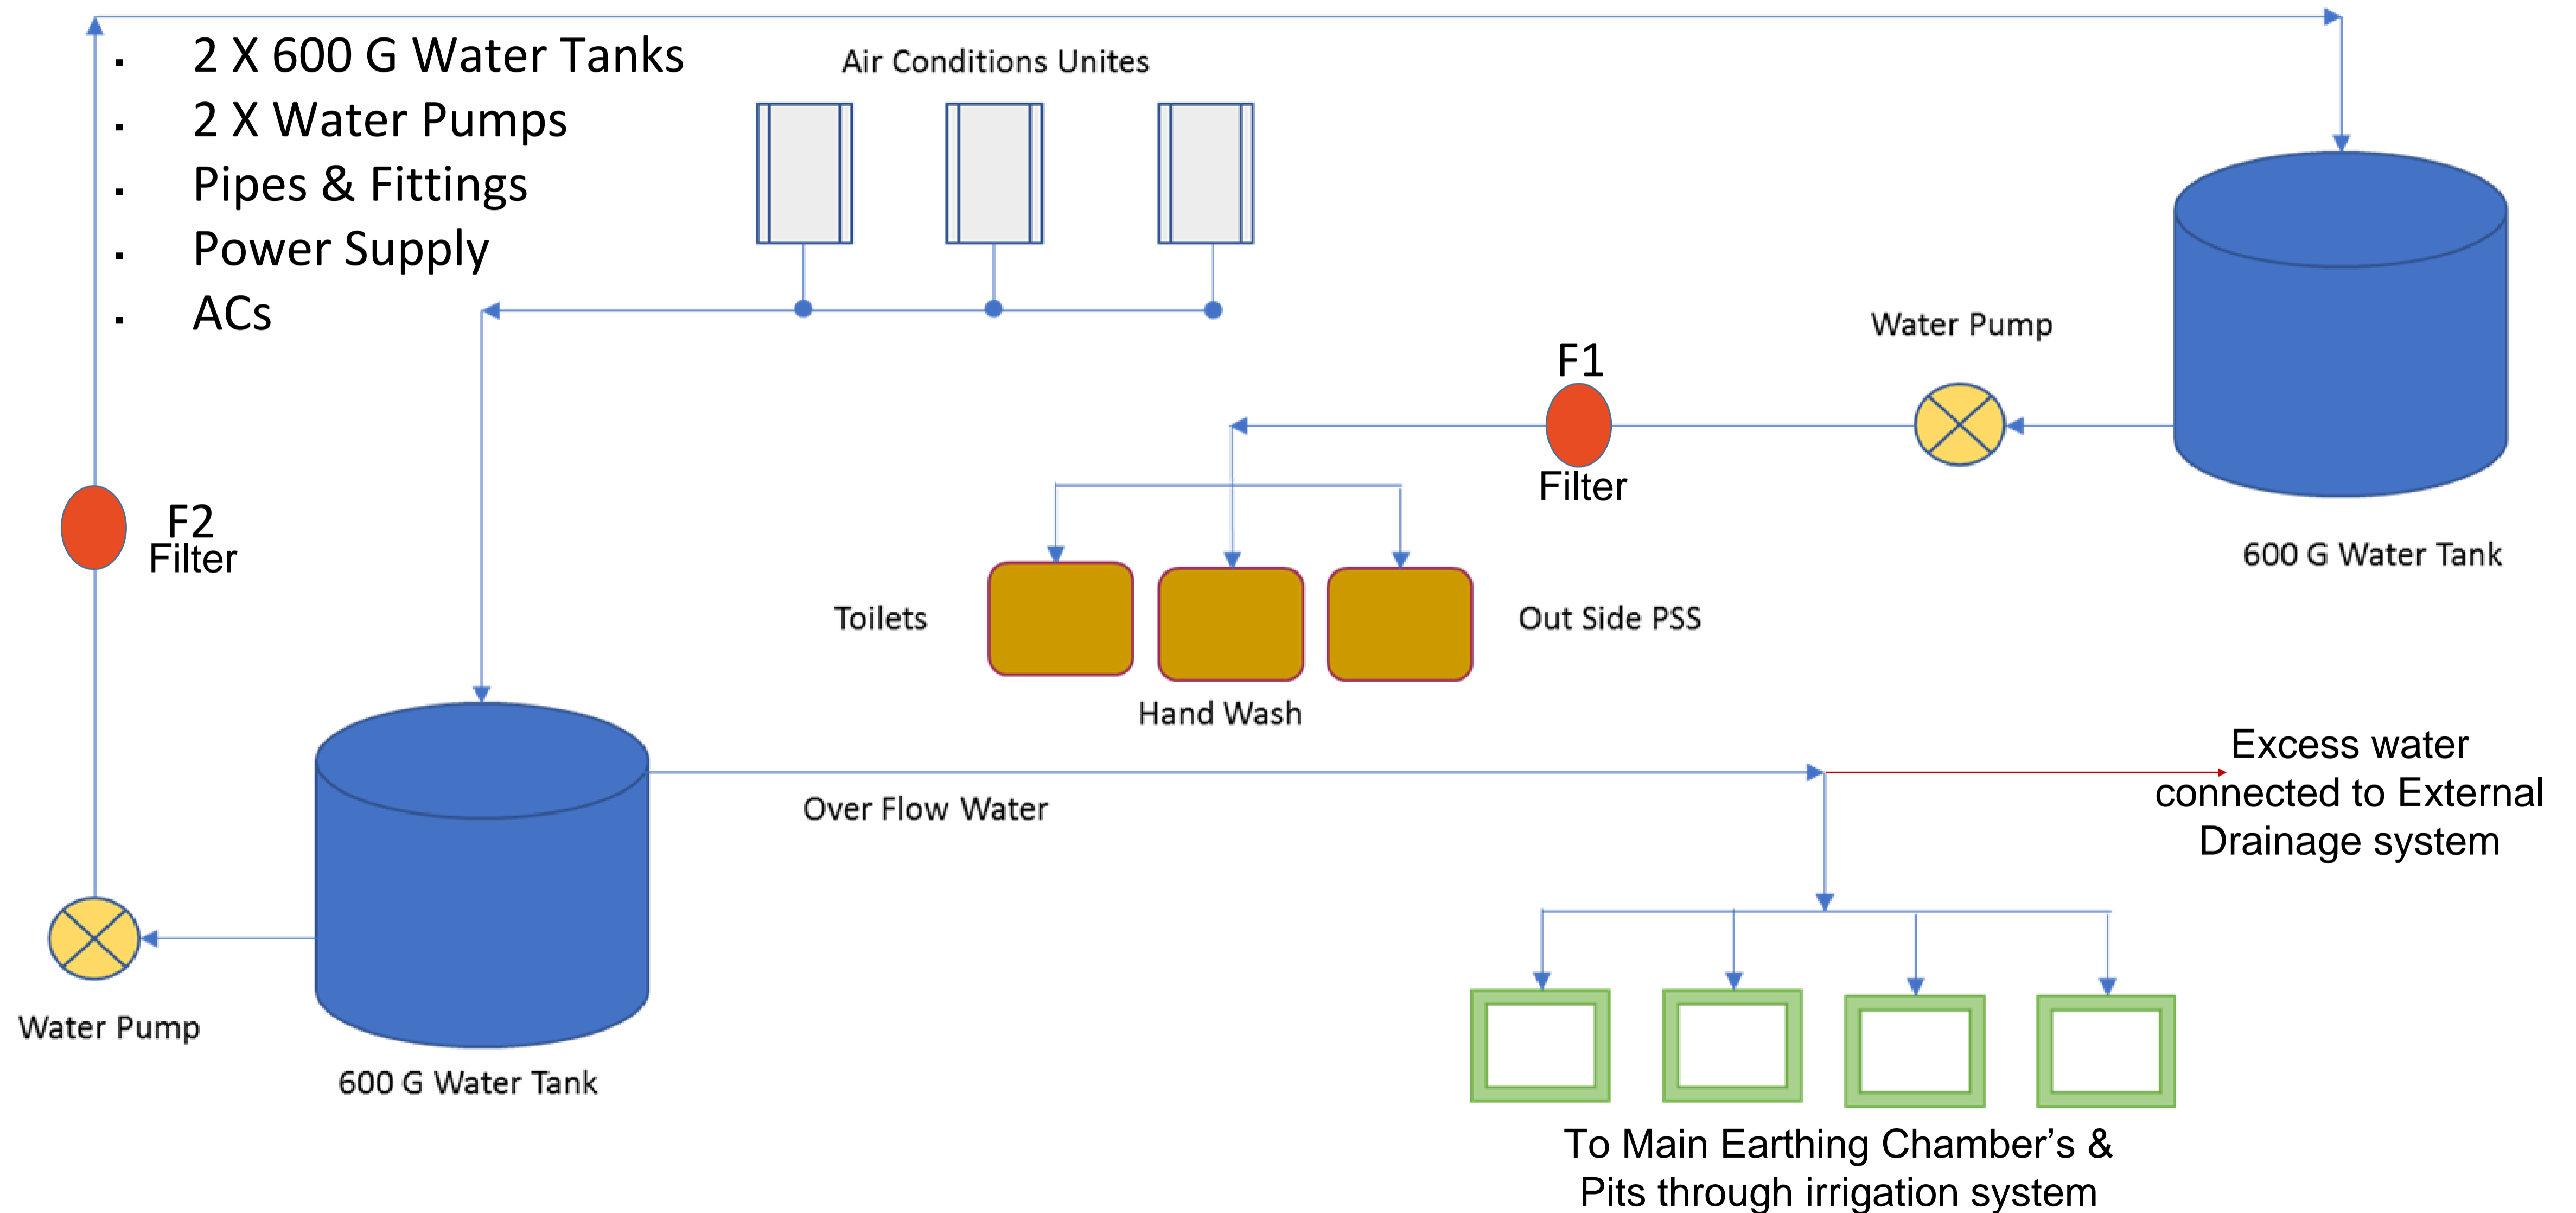 ▪ 2 X 600 G Water Tanks
▪ 2 X Water Pumps
▪ Pipes & Fittings
▪ Power Supply
▪ ACs
Air Conditions Unites
Water Pump
F1
Filter
600 G Water Tank
F2
Filter
Toilets
Out Side PSS
Hand Wash
Over Flow Water
Excess water
connected to External
Drainage system
Water Pump
600 G Water Tank
To Main Earthing Chamber’s &
Pits through irrigation system